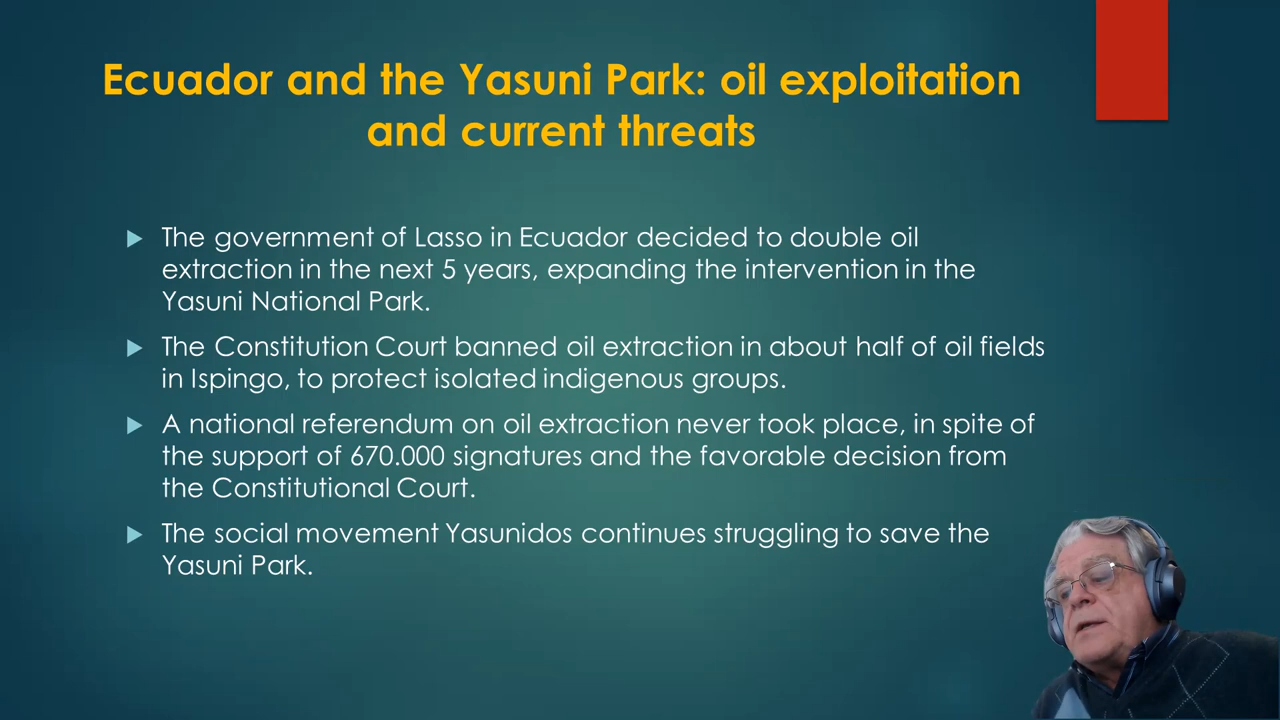 Ecuador and the Yasuni Park: oil exploitation
and current threats
The government of Lasso in Ecuador decided to double oil
extraction in the next 5 years, expanding the intervention in the
Yasuni National Park.
The Constitution Court banned oil extraction in about half of oil fields
in Ispingo, to protect isolated indigenous groups.
A national referendum on oil extraction never took place, in spite of
the support of 670.000 signatures and the favorable decision from
the Constitutional Court.
The social movement Yasunidos continues struggling to save the
Yasuni Park.